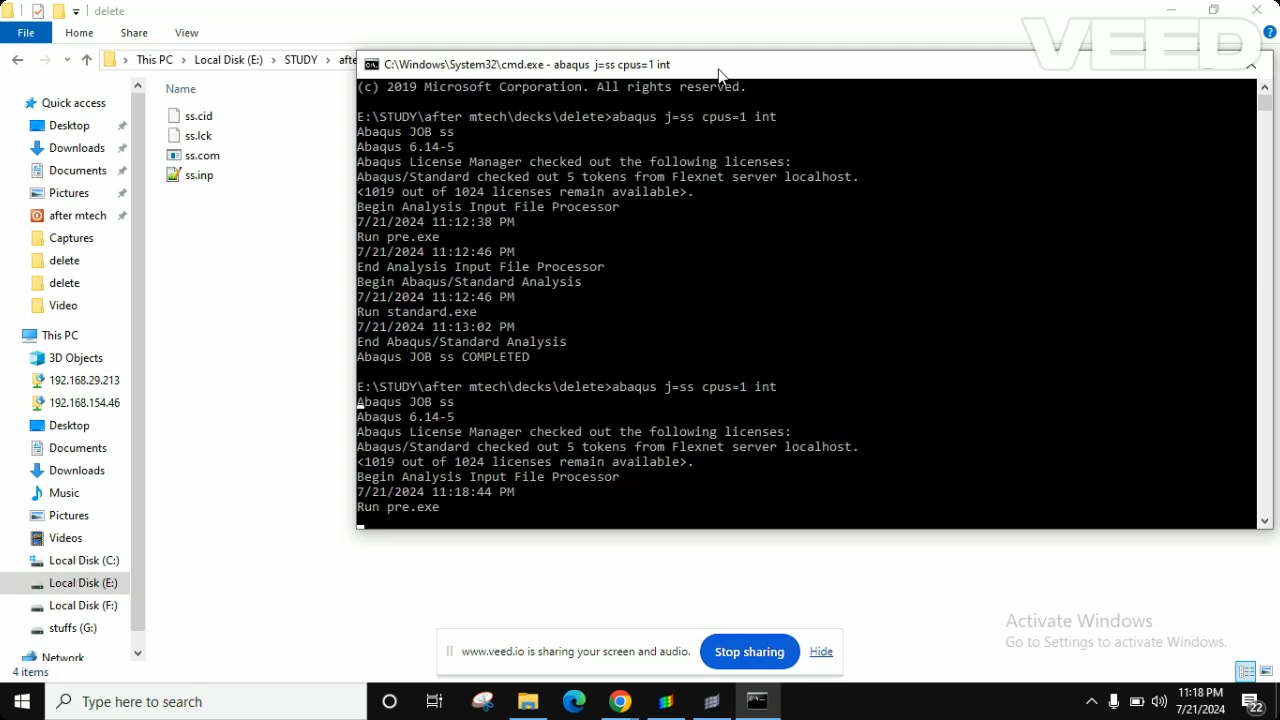 delete
File
Home
Share
View
VEED
This PC
Local Disk (E:)
STUDY
afte
C:\Windows\System32\cmd.exe - abaqus j=ss cpus=1 int
Name
Quick access
Desktop
Downloads
Documents
Pictures
after mtech
Captures
delete
delete
Video
This PC
3D Objects
192.168.29.213
192.168.154.46
Desktop
Documents
Downloads
Music
Pictures
Videos
Local Disk (C:)
Local Disk (E:)
Local Disk (F:)
stuffs (G:)
Network
4 items
ss.cid
ss.lck
ss.com
ss.inp
(c) 2019 Microsoft Corporation. All rights reserved.
E:\STUDY\after mtech\decks\delete>abaqus j=ss cpus=1 int
Abaqus JOB ss
Abaqus 6.14-5
Abaqus License Manager checked out the following licenses:
Abaqus/Standard checked out 5 tokens from Flexnet server localhost.
<1019 out of 1024 licenses remain available>.
Begin Analysis Input File Processor
7/21/2024 11:12:38 PM
Run pre.exe
7/21/2024 11:12:46 PM
End Analysis Input File Processor
Begin Abaqus/Standard Analysis
7/21/2024 11:12:46 PM
Run standard.exe
7/21/2024 11:13:02 PM
End Abaqus/Standard Analysis
Abaqus JOB ss COMPLETED
E:\STUDY\after mtech\decks\delete>abaqus j=ss cpus=1 int
Abaqus JOB ss
Abaqus 6.14-5
Abaqus License Manager checked out the following licenses:
Abaqus/Standard checked out 5 tokens from Flexnet server localhost.
<1019 out of 1024 licenses remain available>.
Begin Analysis Input File Processor
7/21/2024 11:18:44 PM
Run pre.exe
Activate Windows
Go to Settings to activate Windows.
www.veed.io is sharing your screen and audio.
Stop sharing
Hide
Type here to search
11:18 PM
7/21/2024
22